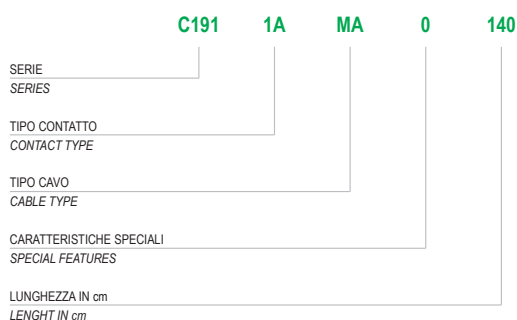 C191 1A MA 0 140
SERIE
SERIES
TIPO CONTATTO
CONTACT TYPE
TIPO CAVO
CABLE TYPE
CARATTERISTICHE SPECIALI
SPECIAL FEATURES
LUNGHEZZA IN cm
LENGHT IN cm